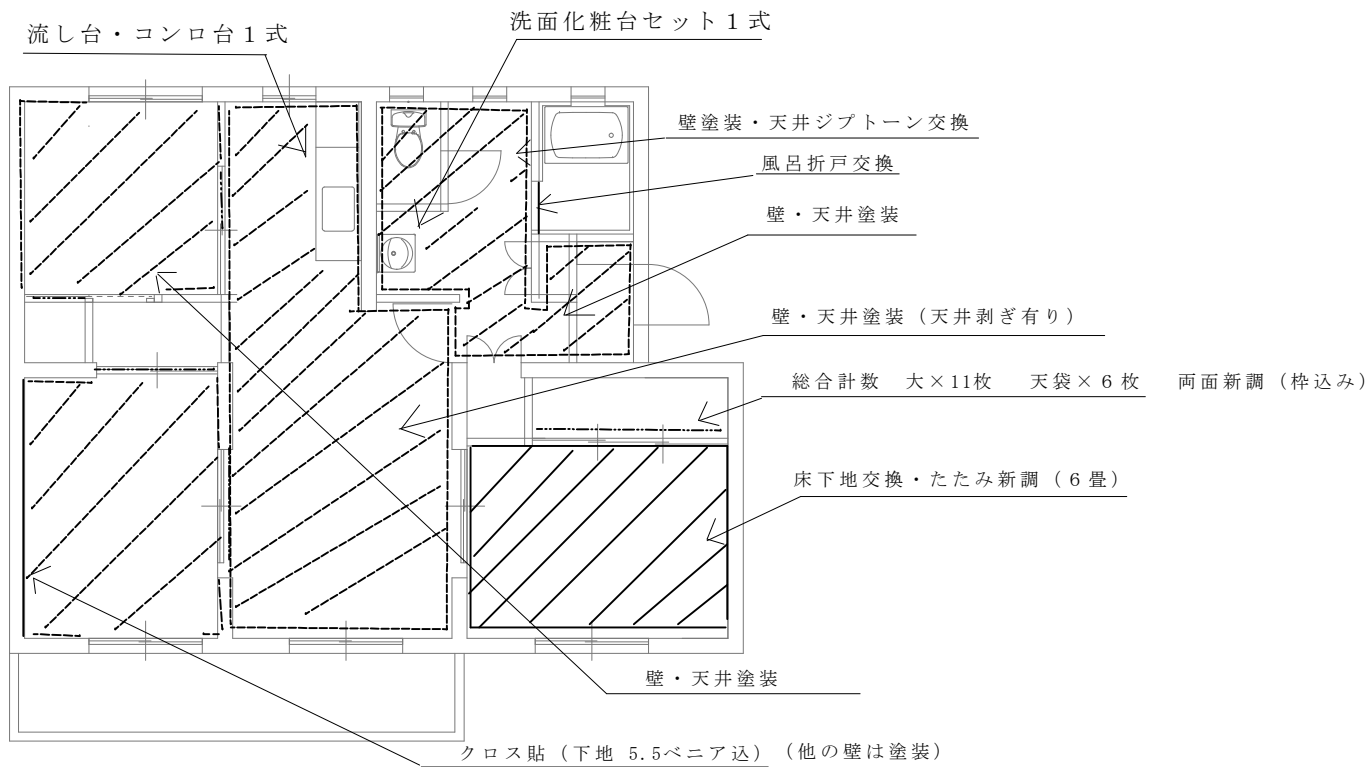 洗面化粧台セット１式
流し台・コンロ台１式
壁塗装・天井ジプトーン交換
風呂折戸交換
壁・天井塗装
壁・天井塗装（天井剥ぎ有り）
総合計数　大×11枚　天袋×６枚　両面新調（枠込み）
床下地交換・たたみ新調（６畳）
壁・天井塗装
クロス貼（下地 5.5ベニア込）（他の壁は塗装）